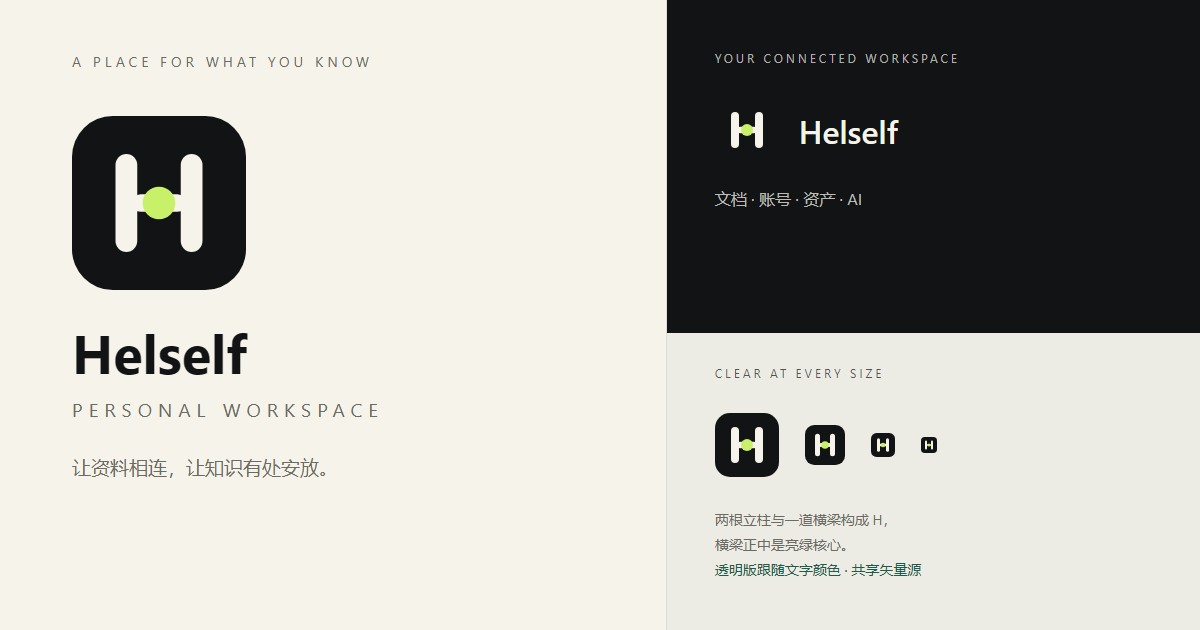 A PLACE FOR WHAT YOU KNOW
Helself
PERSONAL WORKSPACE
让资料相连，让知识有处安放。
YOUR CONNECTED WORKSPACE
Helself
文档 · 账号 · 资产 · AI
CLEAR AT EVERY SIZE
两根立柱与一道横梁构成 H，
横梁正中是亮绿核心。
透明版跟随文字颜色 · 共享矢量源